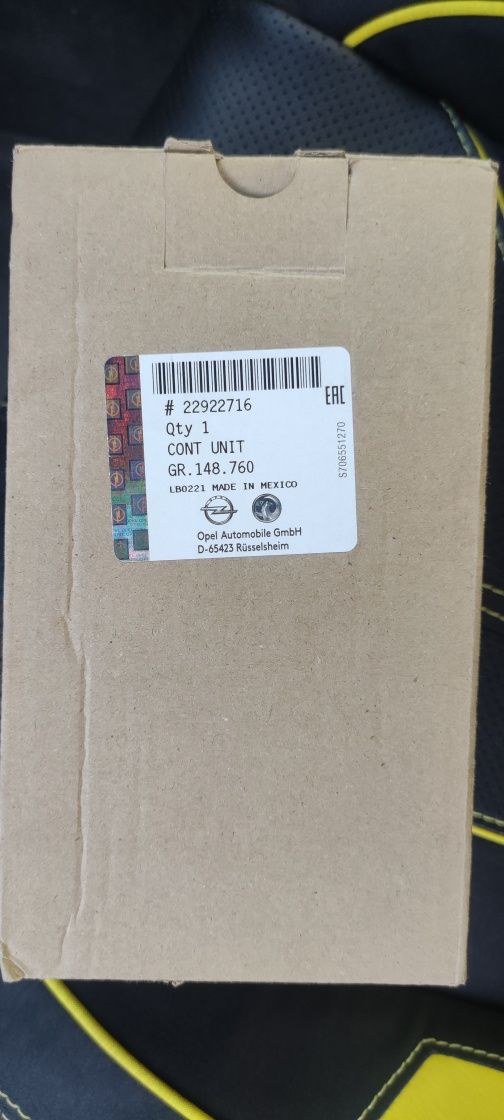 # 22922716
EAC
Qty 1
CONT UNIT
GR.148.760
S706551270
LB0221 MADE IN MEXICO
Opel Automobile GmbH
D-65423 Rüsselsheim